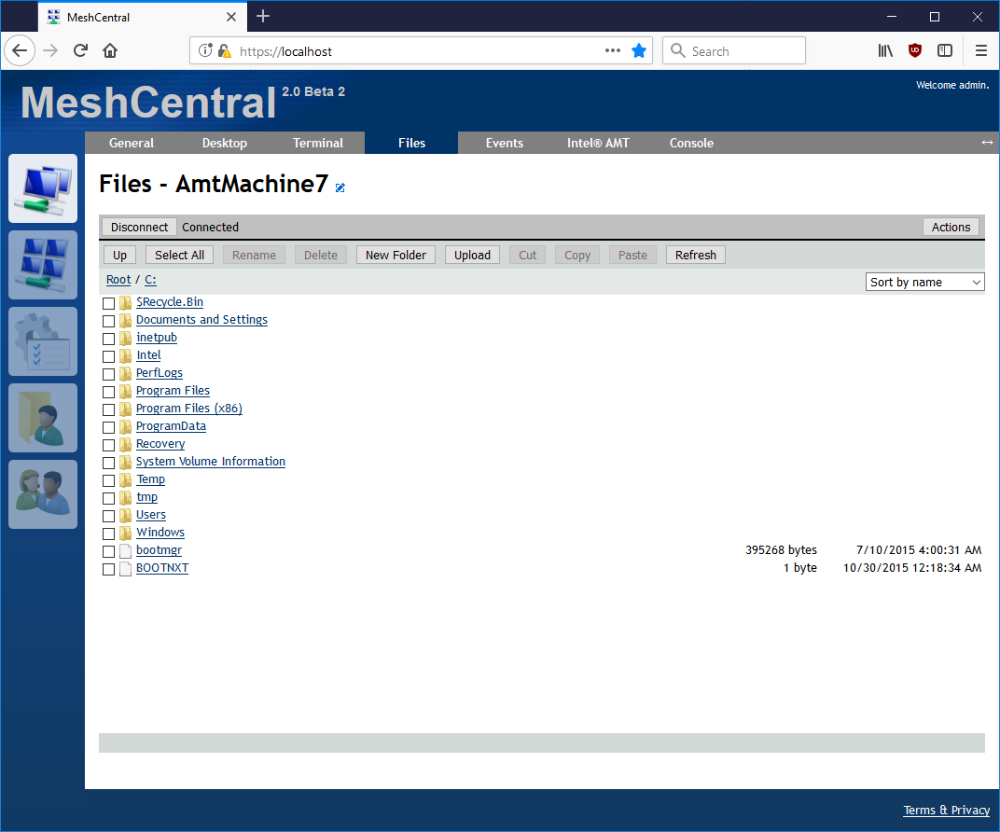 MeshCentral
https://localhost
Search
MeshCentral 2.0 Beta 2
Welcome admin.
General Desktop Terminal Files Events Intel® AMT Console
Files - AmtMachine7
Disconnect Connected Actions
Up Select All Rename Delete New Folder Upload Cut Copy Paste Refresh
Root / C: Sort by name
$Recycle.Bin
Documents and Settings
inetpub
Intel
PerfLogs
Program Files
Program Files (x86)
ProgramData
Recovery
System Volume Information
Temp
tmp
Users
Windows
bootmgr 395268 bytes 7/10/2015 4:00:31 AM
BOOTNXT 1 byte 10/30/2015 12:18:34 AM
Terms & Privacy